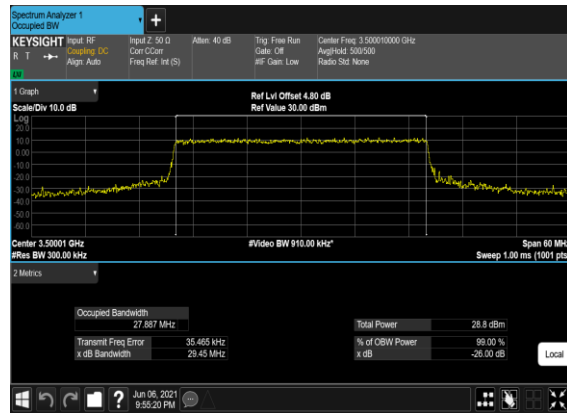 Spectrum Analyzer 1
Occupied BW
+
KEYSIGHT
R T
LXI
Input: RF
Coupling: DC
Align: Auto
Input Z: 50 Ω
Corr CCorr
Freq Ref: Int (S)
Atten: 40 dB
Trig: Free Run
Gate: Off
#IF Gain: Low
Center Freq: 3.500010000 GHz
Avg|Hold: 500/500
Radio Std: None
1 Graph
Scale/Div 10.0 dB
Ref Lvl Offset 4.80 dB
Ref Value 30.00 dBm
Log
20.0
10.0
0.00
-10.0
-20.0
-30.0
-40.0
-50.0
-60.0
Center 3.50001 GHz
#Res BW 300.00 kHz
#Video BW 910.00 kHz*
Span 60 MHz
Sweep 1.00 ms (1001 pts)
2 Metrics
Occupied Bandwidth
27.887 MHz
Transmit Freq Error 35.465 kHz
x dB Bandwidth 29.45 MHz
Total Power 28.8 dBm
% of OBW Power 99.00 %
x dB -26.00 dB
Local
?
Jun 06, 2021
9:55:20 PM